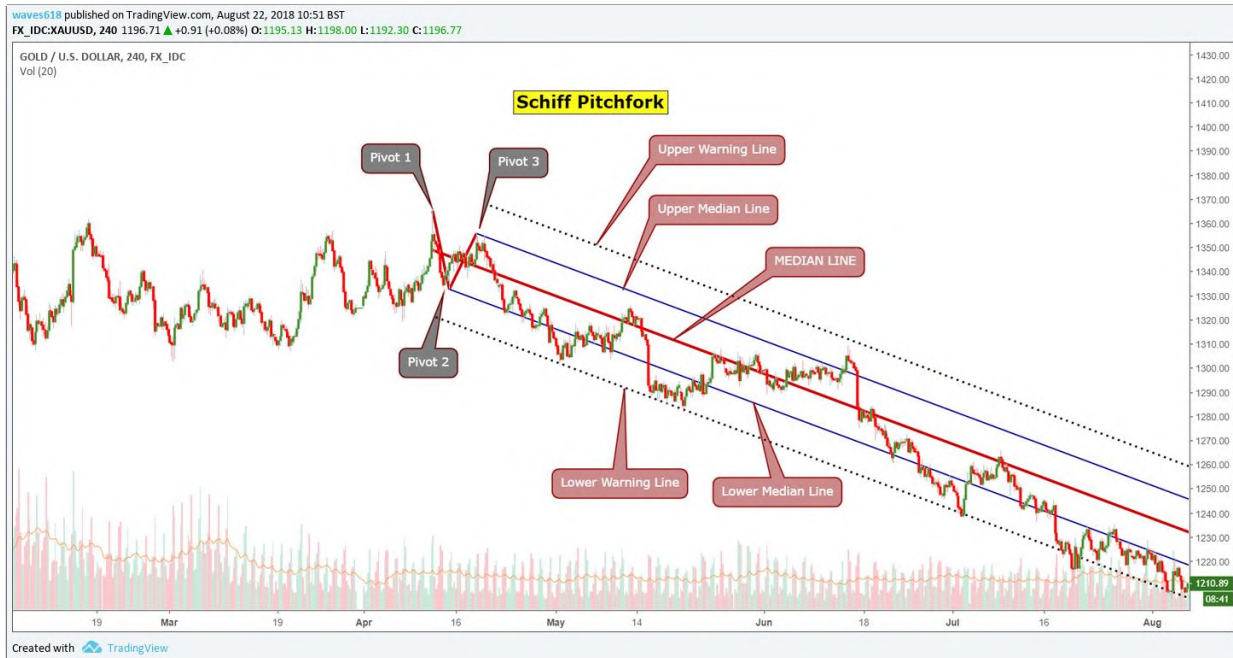 waves618 published on TradingView.com, August 22, 2018 10:51 BST
FX_IDC:XAUUSD, 240 1196.71 ▲ +0.91 (+0.08%) O:1195.13 H:1198.00 L:1192.30 C:1196.77
GOLD / U.S. DOLLAR, 240, FX_IDC
Vol (20)
Schiff Pitchfork
Pivot 1
Pivot 3
Upper Warning Line
Upper Median Line
MEDIAN LINE
Pivot 2
Lower Warning Line
Lower Median Line
1430.00
1420.00
1410.00
1400.00
1390.00
1380.00
1370.00
1360.00
1350.00
1340.00
1330.00
1320.00
1310.00
1300.00
1290.00
1280.00
1270.00
1260.00
1250.00
1240.00
1230.00
1220.00
1210.89
08:41
19 Mar 19 Apr 16 May 14 Jun 18 Jul 16 Aug
Created with TradingView